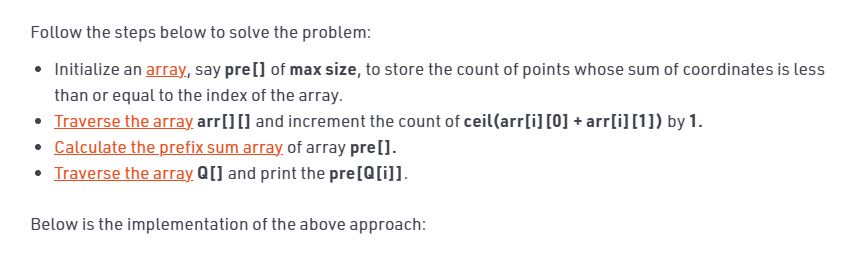 Follow the steps below to solve the problem:
• Initialize an array, say pre[] of max size, to store the count of points whose sum of coordinates is less
than or equal to the index of the array.
• Traverse the array arr[][] and increment the count of ceil(arr[i][0] + arr[i][1]) by 1.
• Calculate the prefix sum array of array pre[].
• Traverse the array Q[] and print the pre[Q[i]].
Below is the implementation of the above approach: